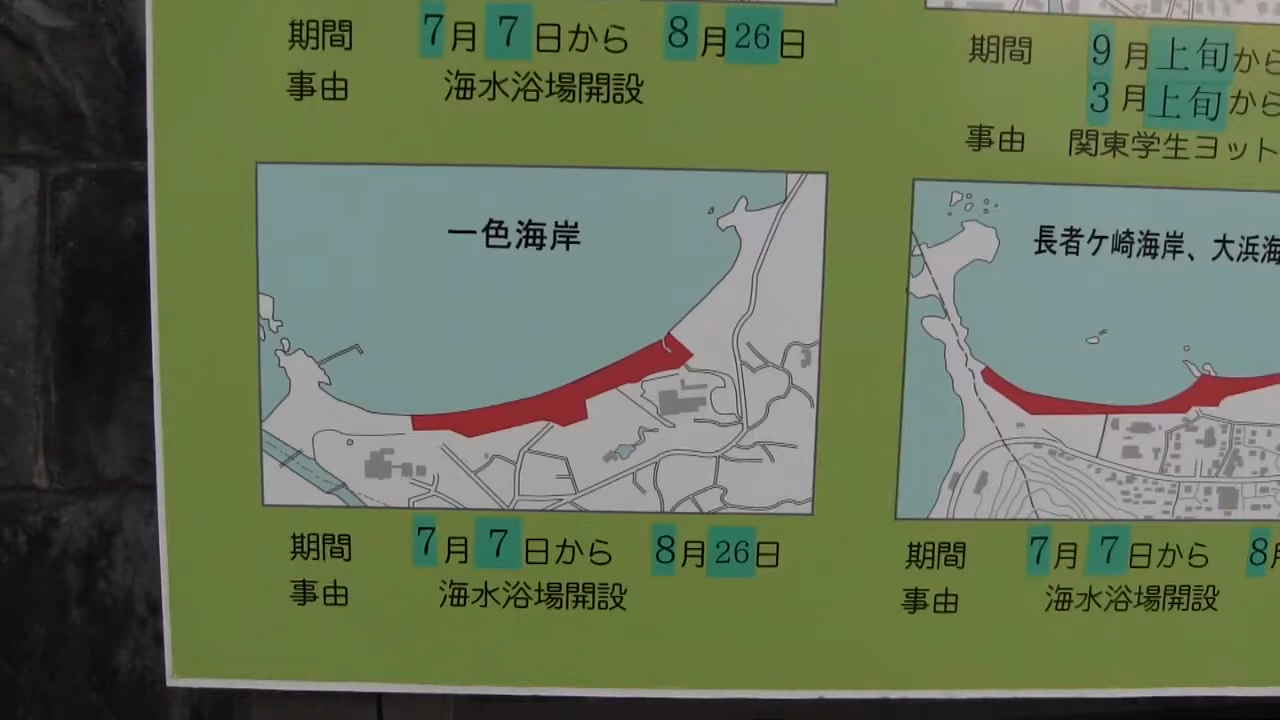 期間 7月7日から 8月26日
事由 海水浴場開設
期間 9月上旬から
3月上旬から
事由 関東学生ヨット
一色海岸
期間 7月7日から 8月26日
事由 海水浴場開設
長者ケ崎海岸、大浜海
期間 7月7日から 8月
事由 海水浴場開設